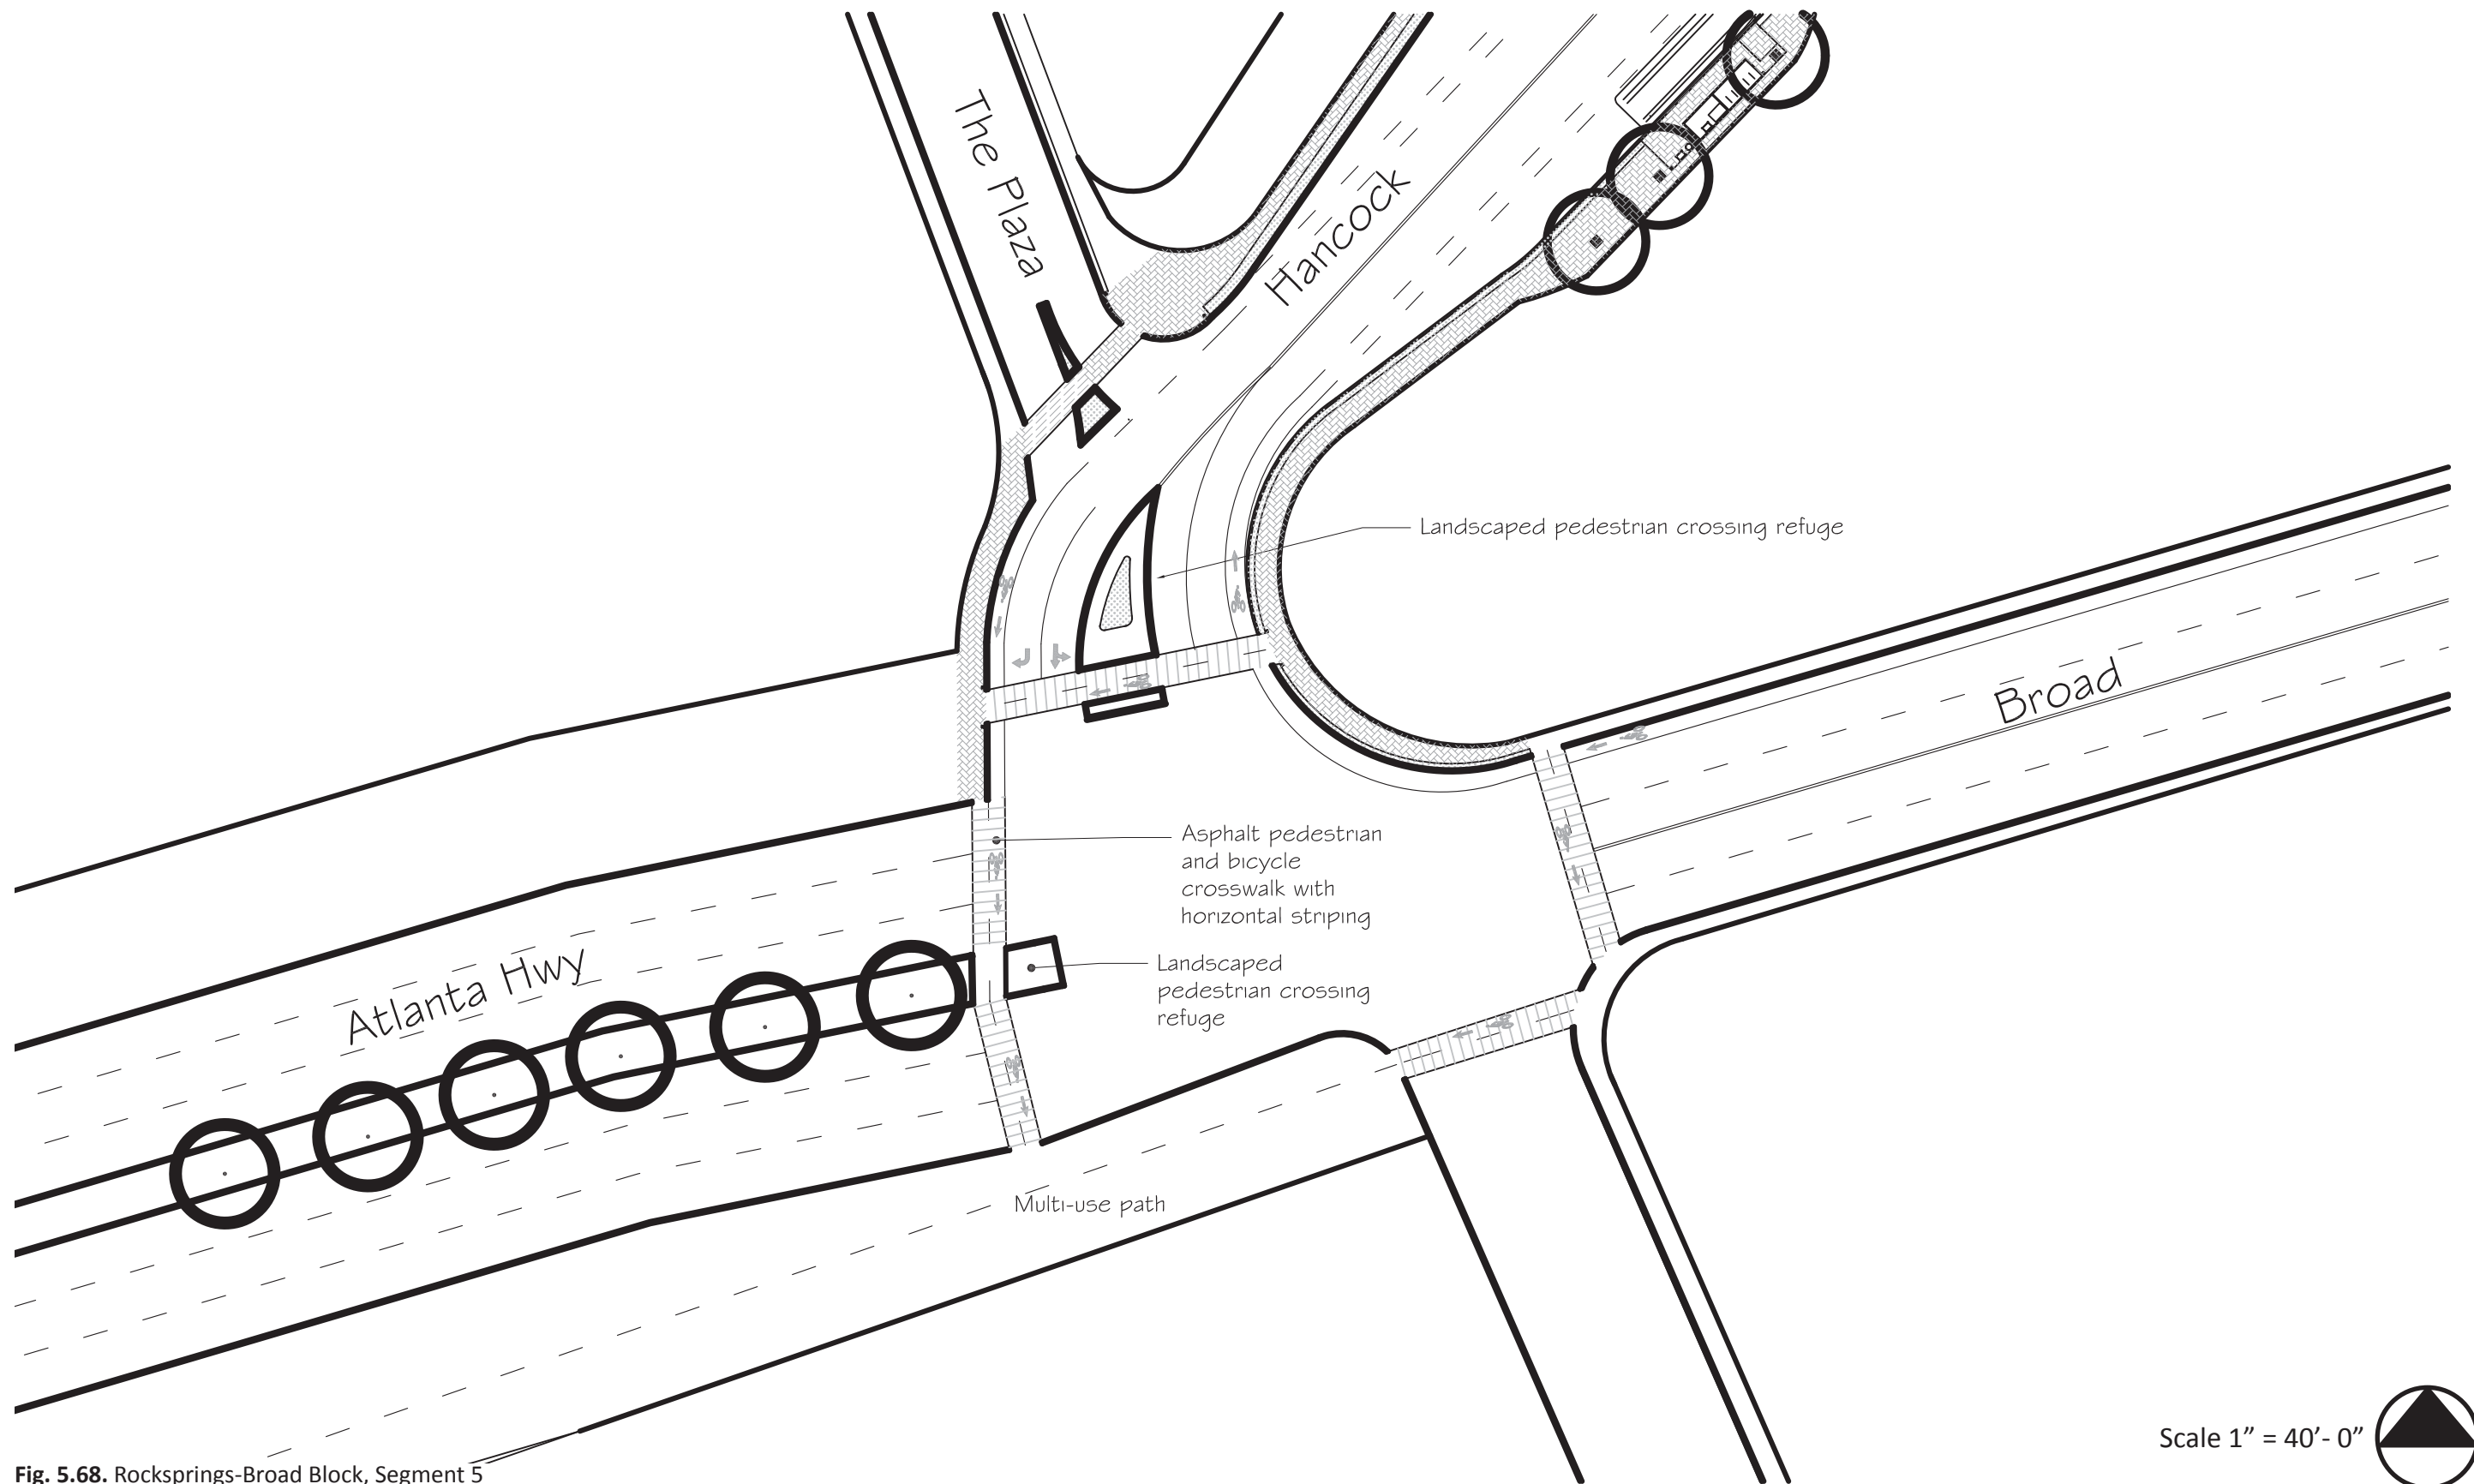 The Plaza
Hancock
Landscaped pedestrian crossing refuge
Broad
Asphalt pedestrian
and bicycle
crosswalk with
horizontal striping
Atlanta Hwy
Landscaped
pedestrian crossing
refuge
Multi-use path
Scale 1” = 40’- 0”
Fig. 5.68. Rocksprings-Broad Block, Segment 5